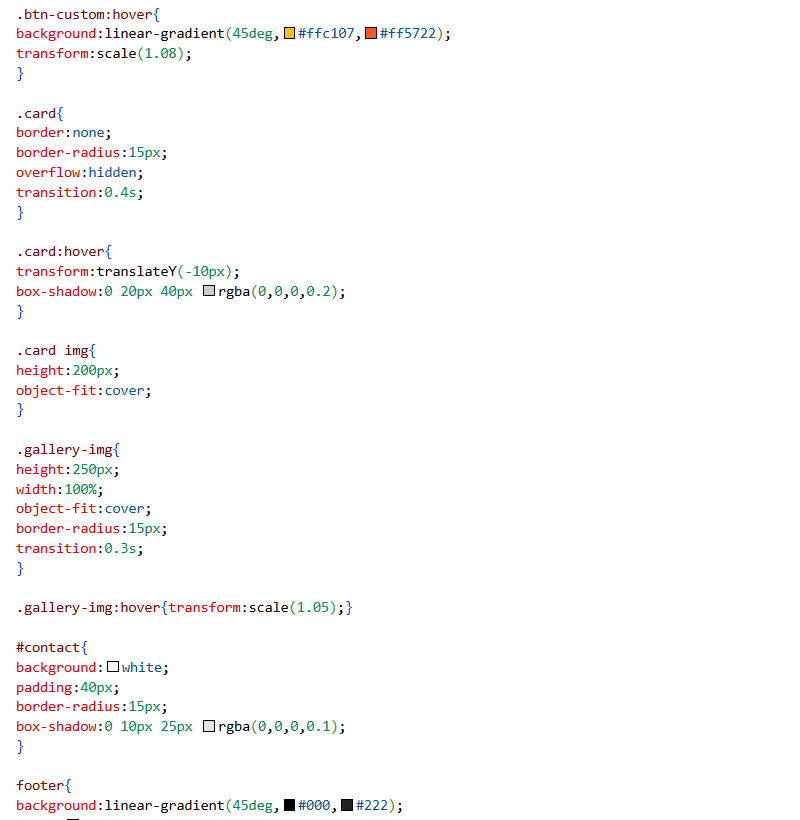 .btn-custom:hover{
background:linear-gradient(45deg,#ffc107,#ff5722);
transform:scale(1.08);
}
.card{
border:none;
border-radius:15px;
overflow:hidden;
transition:0.4s;
}
.card:hover{
transform:translateY(-10px);
box-shadow:0 20px 40px rgba(0,0,0,0.2);
}
.card img{
height:200px;
object-fit:cover;
}
.gallery-img{
height:250px;
width:100%;
object-fit:cover;
border-radius:15px;
transition:0.3s;
}
.gallery-img:hover{transform:scale(1.05);}
#contact{
background:white;
padding:40px;
border-radius:15px;
box-shadow:0 10px 25px rgba(0,0,0,0.1);
}
footer{
background:linear-gradient(45deg,#000,#222);